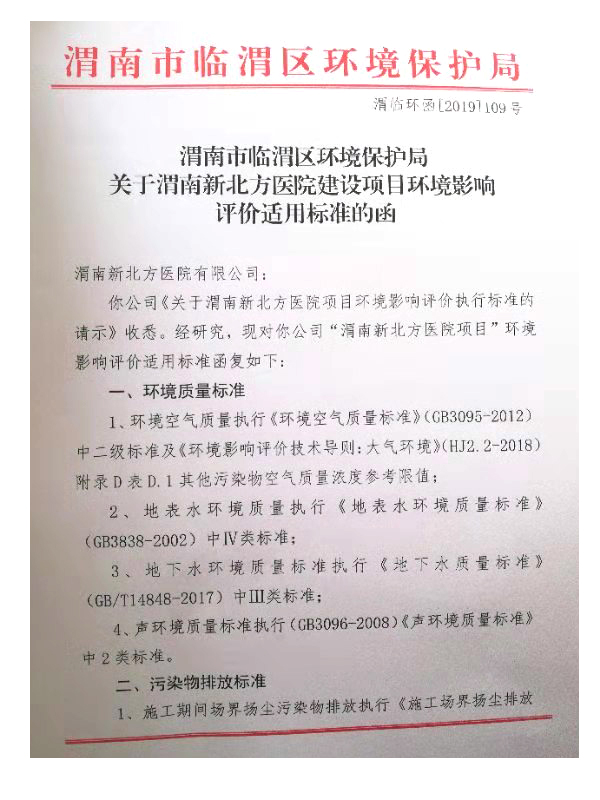 渭南市临渭区环境保护局
渭临环函[2019]109号
渭南市临渭区环境保护局
关于渭南新北方医院建设项目环境影响
评价适用标准的函
渭南新北方医院有限公司：
你公司《关于渭南新北方医院项目环境影响评价执行标准的
请示》收悉。经研究，现对你公司“渭南新北方医院项目”环境
影响评价适用标准函复如下：
一、环境质量标准
1、环境空气质量执行《环境空气质量标准》（GB3095-2012）
中二级标准及《环境影响评价技术导则：大气环境》（HJ2.2-2018）
附录D表D.1其他污染物空气质量浓度参考限值；
2、地表水环境质量执行《地表水环境质量标准》
（GB3838-2002）中Ⅳ类标准；
3、地下水环境质量标准执行《地下水质量标准》
（GB/T14848-2017）中Ⅲ类标准；
4、声环境质量标准执行（GB3096-2008）《声环境质量标准》
中2类标准。
二、污染物排放标准
1、施工期间场界扬尘污染物排放执行《施工场界扬尘排放